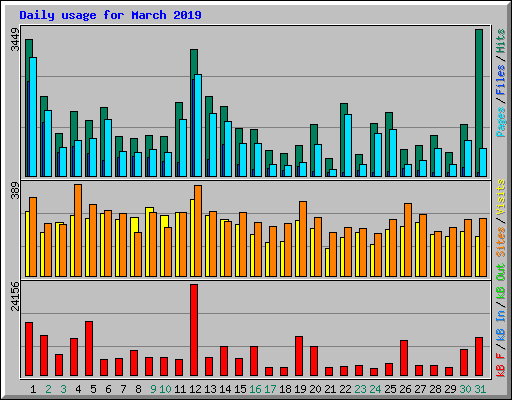 Daily usage for March 2019
3449
Pages / Files / Hits
389
Sites / Visits
24156
kB F / kB In / kB Out
1 2 3 4 5 6 7 8 9 10 11 12 13 14 15 16 17 18 19 20 21 22 23 24 25 26 27 28 29 30 31